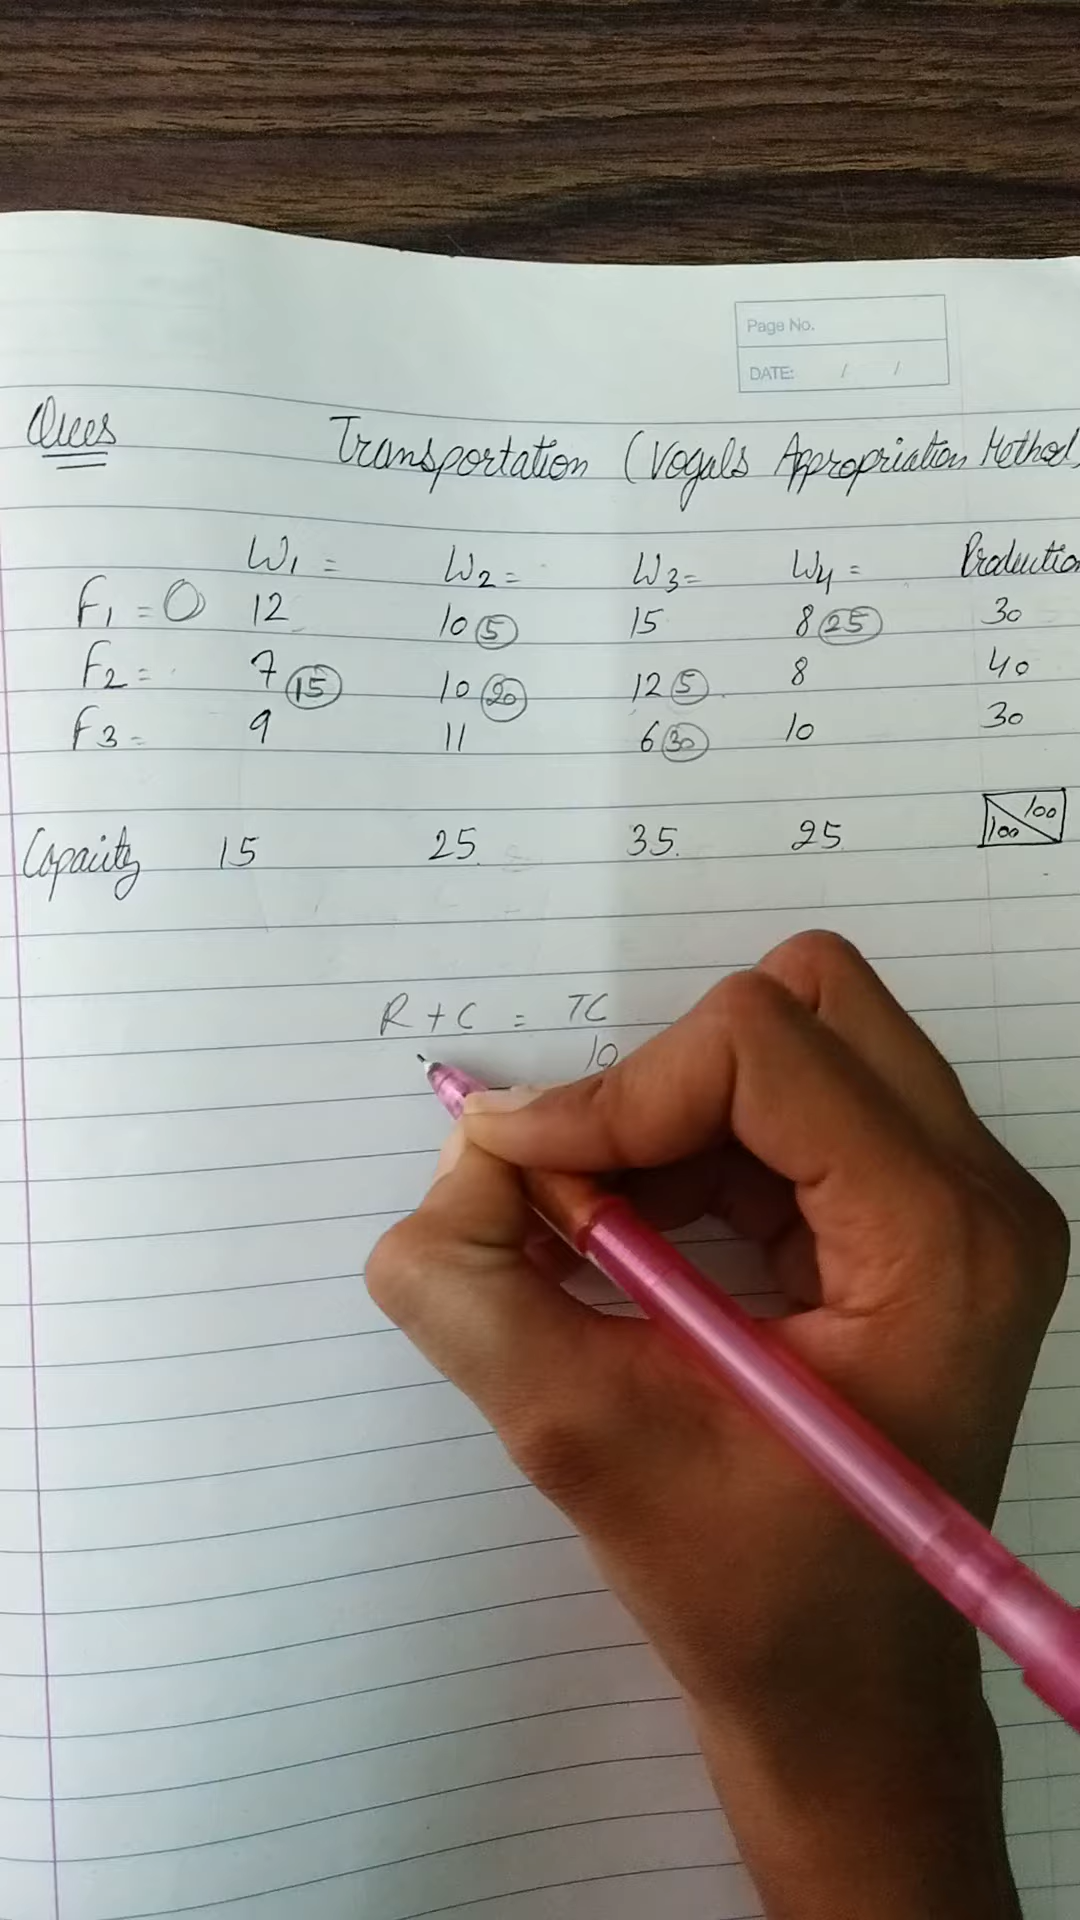 Page No.
DATE: / /
Ques Transportation (Vogals Appropriation Method)
W1 = W2 = W3 = W4 = Production
F1 = 0 12 10 (5) 15 8 (25) 30
F2 = 7 (15) 10 (20) 12 (5) 8 40
F3 = 9 11 6 (30) 10 30
Capacity 15 25 35 25 100 100
R + C = TC
10